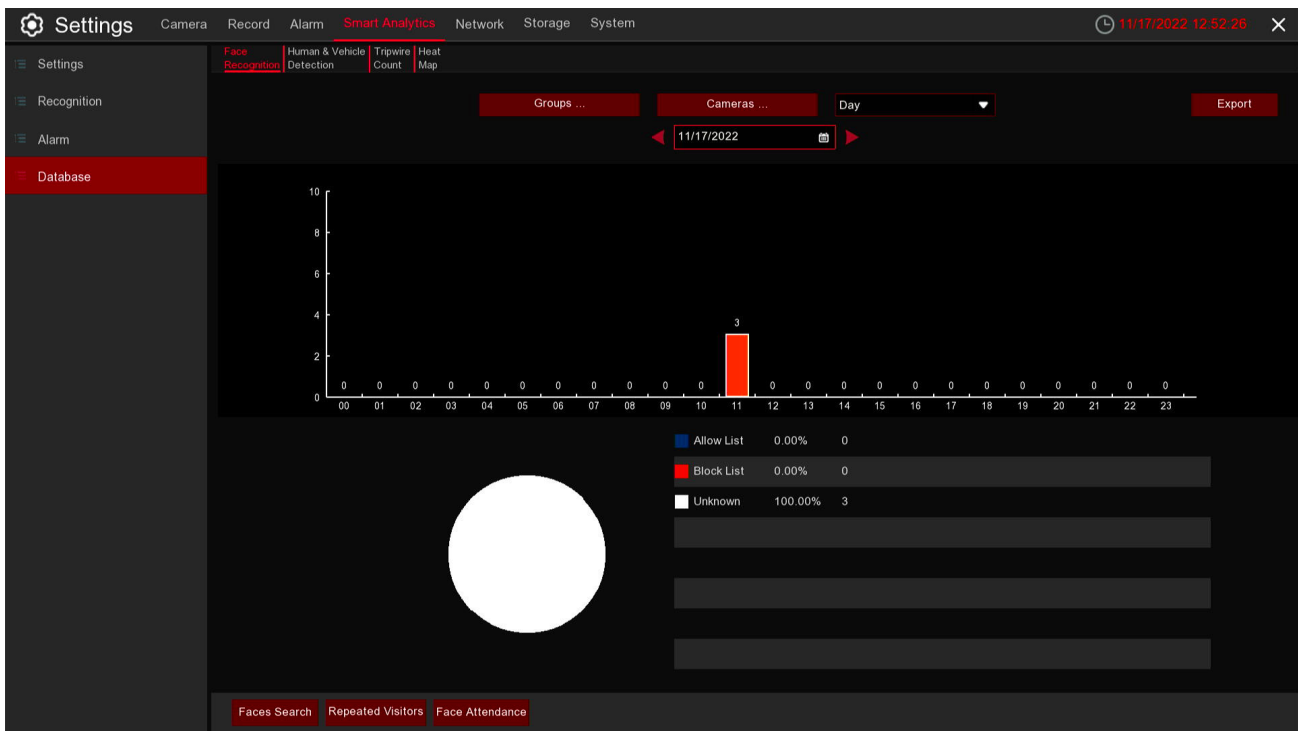 Settings Camera Record Alarm Smart Analytics Network Storage System 11/17/2022 12:52:26
Settings
Recognition
Alarm
Database
Face Recognition
Human & Vehicle Detection
Tripwire Count
Heat Map
Groups ... Cameras ... Day Export
11/17/2022
10
8
6
4
2
0
3
0 0 0 0 0 0 0 0 0 0 0 0 0 0 0 0 0 0 0 0 0 0 0
00 01 02 03 04 05 06 07 08 09 10 11 12 13 14 15 16 17 18 19 20 21 22 23
Allow List 0.00% 0
Block List 0.00% 0
Unknown 100.00% 3
Faces Search Repeated Visitors Face Attendance